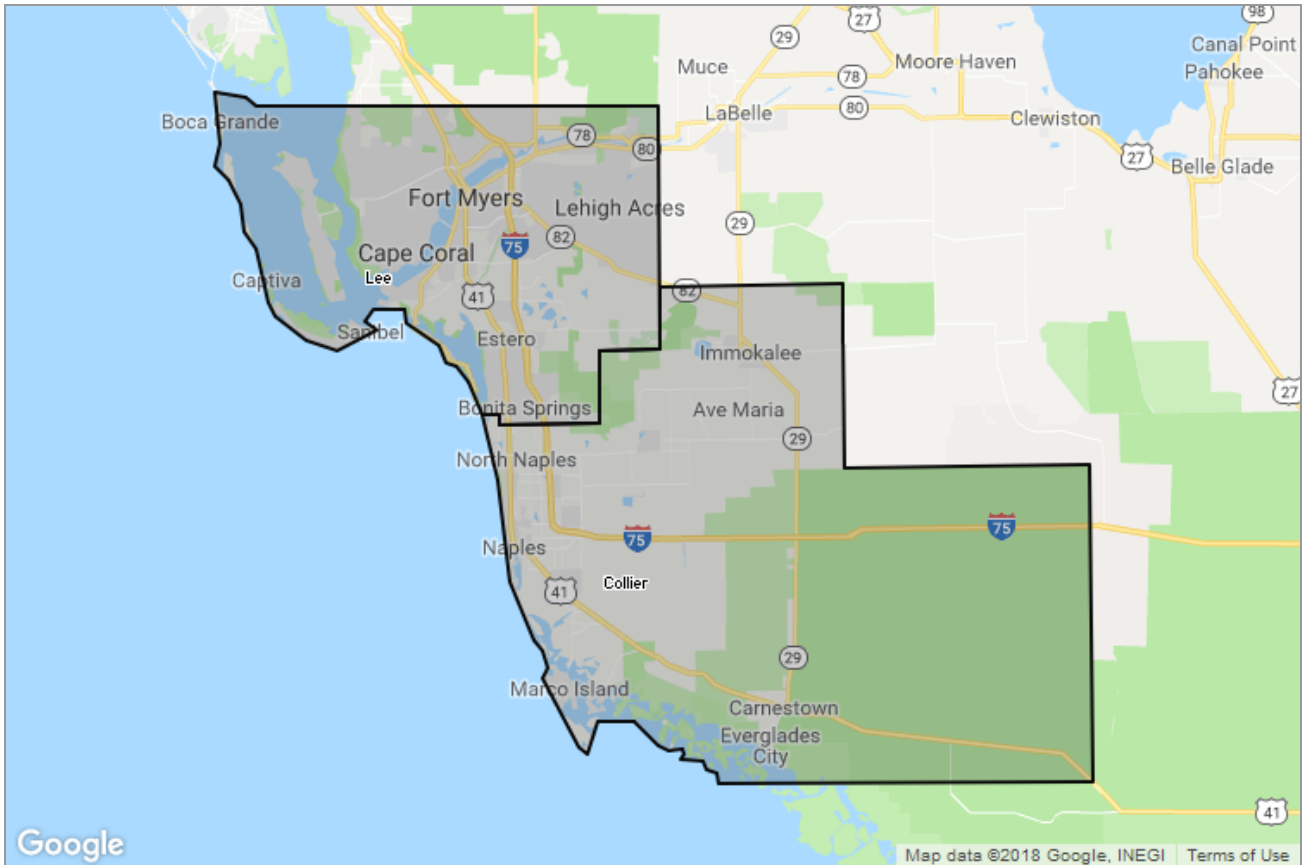 98
27
29
Canal Point
Muce
Moore Haven
Pahokee
78
LaBelle
80
Clewiston
Boca Grande
78
80
27
Belle Glade
Fort Myers
Lehigh Acres
29
82
75
Cape Coral
Lee
Captiva
41
82
Sanibel
Estero
Immokalee
27
Bonita Springs
Ave Maria
29
North Naples
75
75
Naples
Collier
41
29
Marco Island
Carnestown
Everglades
City
41
Google
Map data ©2018 Google, INEGI
Terms of Use